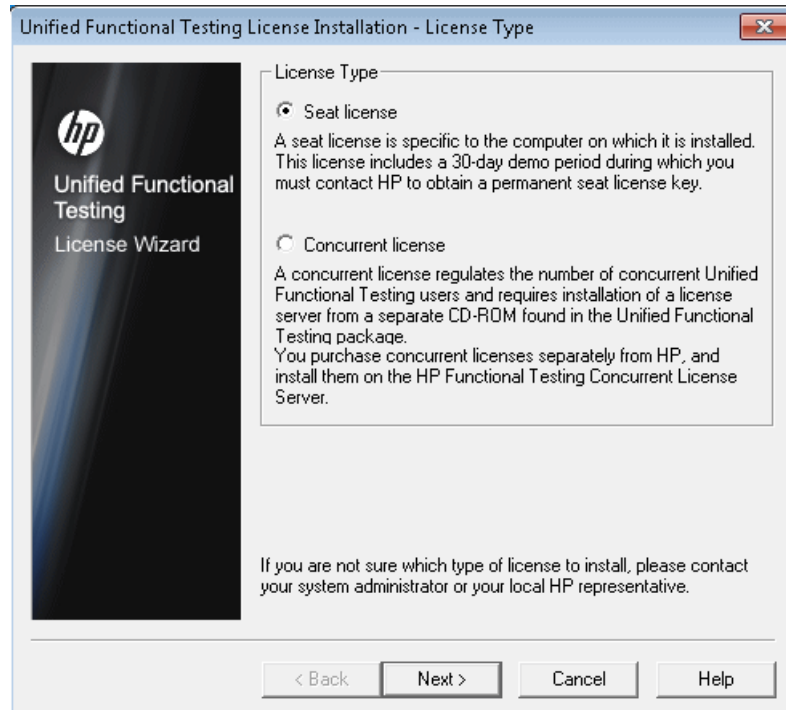 Unified Functional Testing License Installation - License Type
hp
Unified Functional
Testing
License Wizard
License Type
Seat license
A seat license is specific to the computer on which it is installed.
This license includes a 30-day demo period during which you
must contact HP to obtain a permanent seat license key.
Concurrent license
A concurrent license regulates the number of concurrent Unified
Functional Testing users and requires installation of a license
server from a separate CD-ROM found in the Unified Functional
Testing package.
You purchase concurrent licenses separately from HP, and
install them on the HP Functional Testing Concurrent License
Server.
If you are not sure which type of license to install, please contact
your system administrator or your local HP representative.
< Back
Next >
Cancel
Help